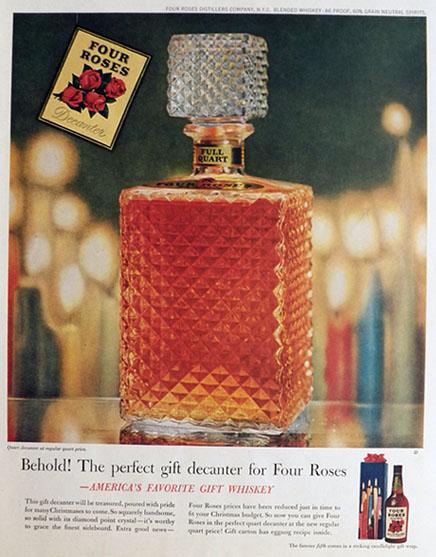 FOUR ROSES DISTILLERS COMPANY, N.Y.C. BLENDED WHISKEY · 86 PROOF. 60% GRAIN NEUTRAL SPIRITS.
FOUR
ROSES
Decanter
FULL
QUART
FOUR ROSES
Quart decanter at regular quart price.
Behold! The perfect gift decanter for Four Roses
—AMERICA'S FAVORITE GIFT WHISKEY
This gift decanter will be treasured, poured with pride
for many Christmases to come. So squarely handsome,
so solid with its diamond point crystal—it's worthy
to grace the finest sideboard. Extra good news—
Four Roses prices have been reduced just in time to
fit your Christmas budget. So now you can give Four
Roses in the perfect quart decanter at the new regular
quart price! Gift carton has eggnog recipe inside.
FOUR
ROSES
The famous fifth comes in a striking candlelight gift wrap.